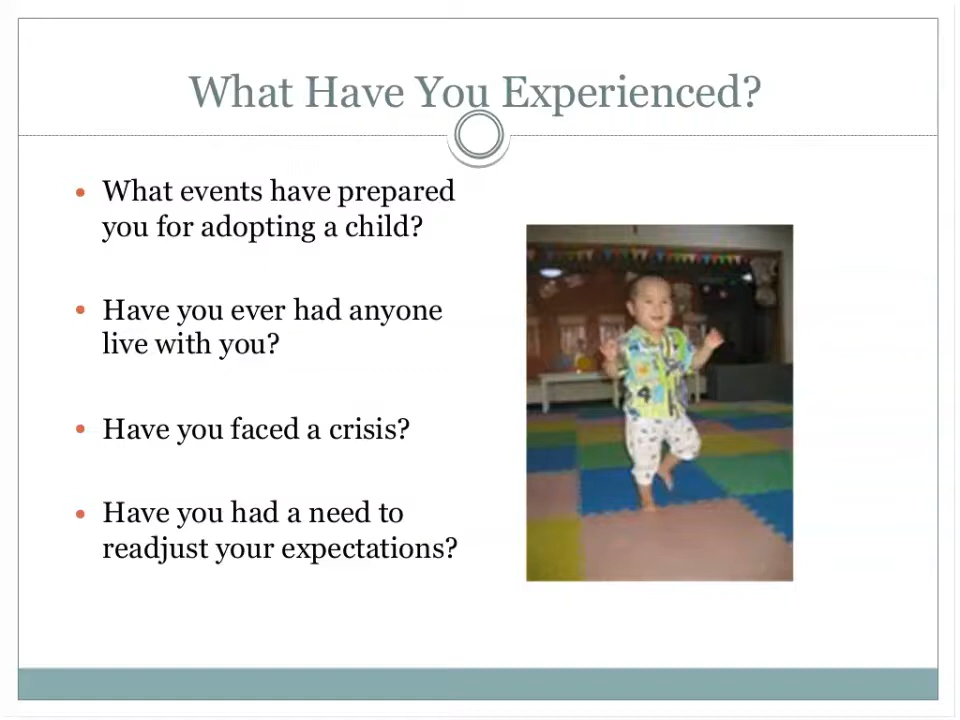 What Have You Experienced?
• What events have prepared
you for adopting a child?
• Have you ever had anyone
live with you?
• Have you faced a crisis?
• Have you had a need to
readjust your expectations?